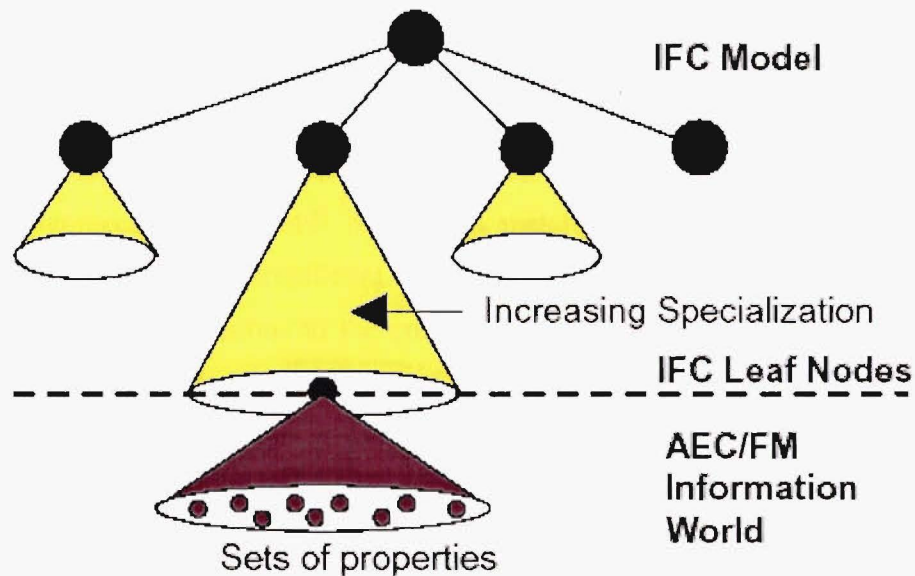 IFC Model
Increasing Specialization
IFC Leaf Nodes
AEC/FM
Information
World
Sets of properties